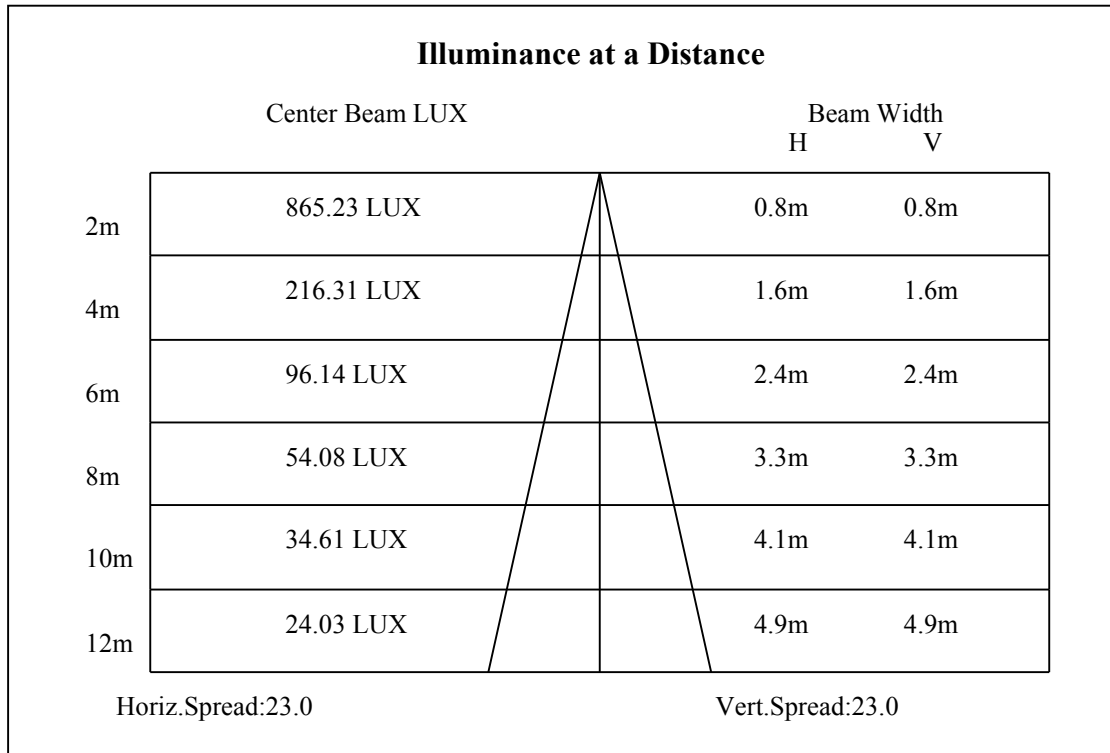 Illuminance at a Distance
Center Beam LUX Beam Width
H V
2m 865.23 LUX 0.8m 0.8m
4m 216.31 LUX 1.6m 1.6m
6m 96.14 LUX 2.4m 2.4m
8m 54.08 LUX 3.3m 3.3m
10m 34.61 LUX 4.1m 4.1m
12m 24.03 LUX 4.9m 4.9m
Horiz.Spread:23.0 Vert.Spread:23.0